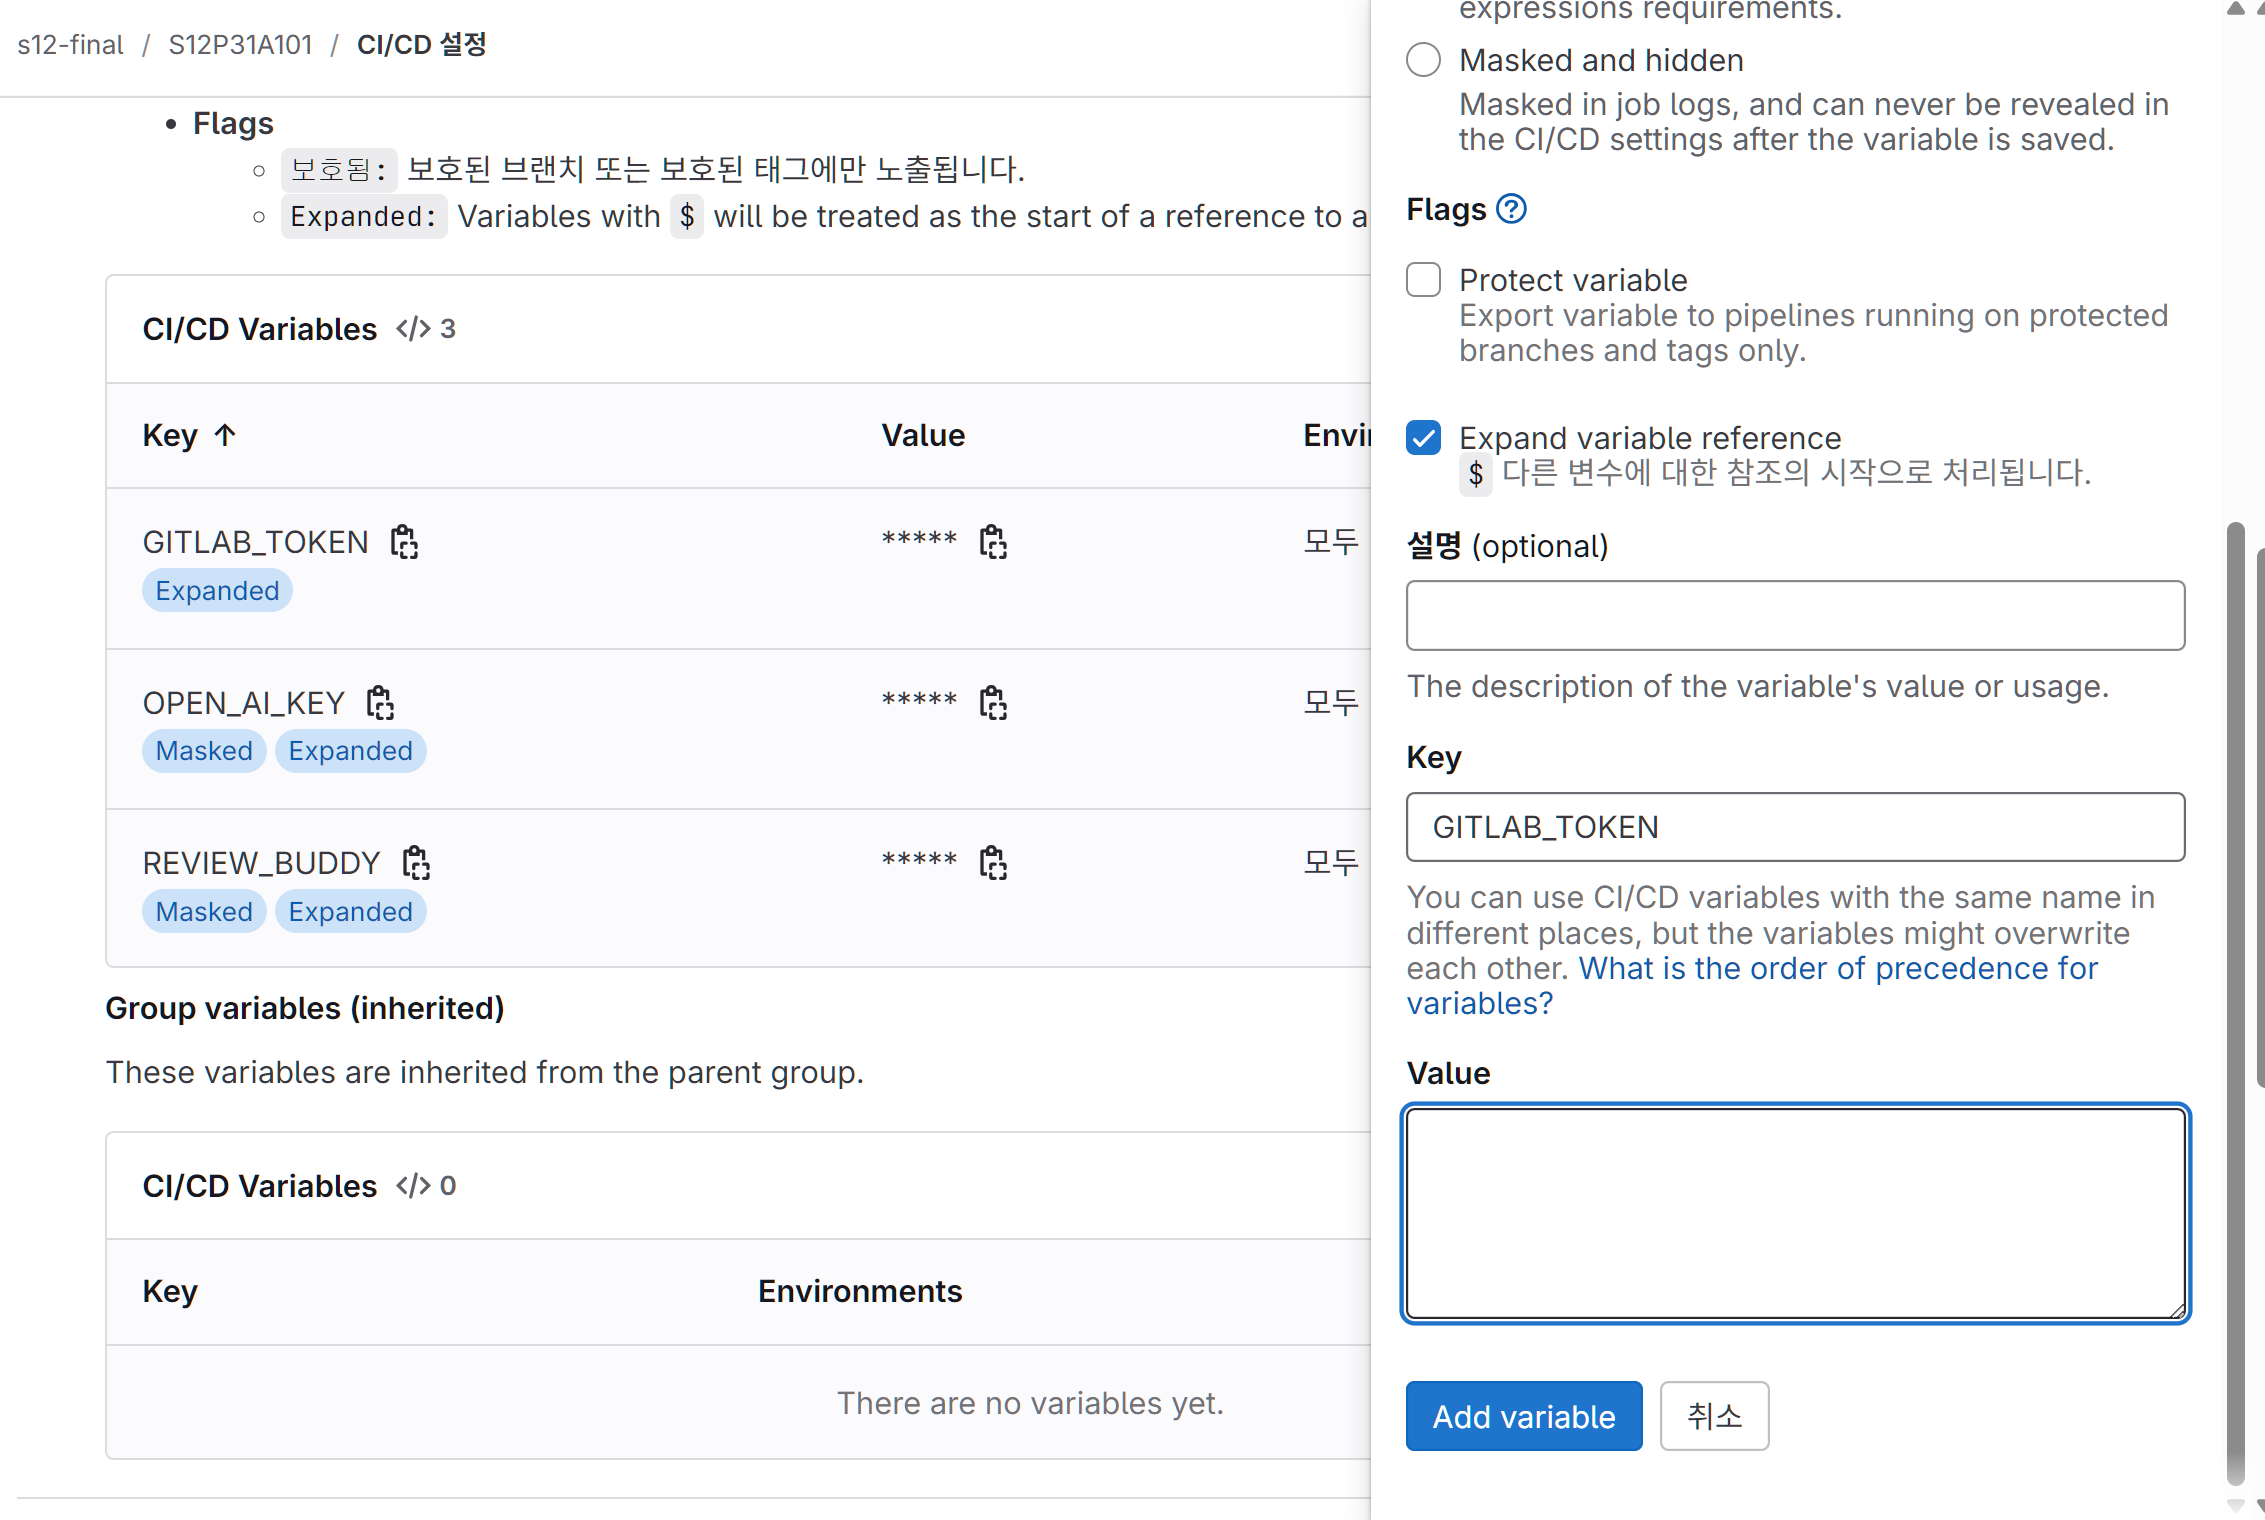 s12-final / S12P31A101 / CI/CD 설정
Flags
보호됨: 보호된 브랜치 또는 보호된 태그에만 노출됩니다.
Expanded: Variables with $ will be treated as the start of a reference to a
CI/CD Variables </> 3
Key ↑ Value Envi
GITLAB_TOKEN ***** 모두
Expanded
OPEN_AI_KEY ***** 모두
Masked Expanded
REVIEW_BUDDY ***** 모두
Masked Expanded
Group variables (inherited)
These variables are inherited from the parent group.
CI/CD Variables </> 0
Key Environments
There are no variables yet.
expressions requirements.
Masked and hidden
Masked in job logs, and can never be revealed in
the CI/CD settings after the variable is saved.
Flags ?
Protect variable
Export variable to pipelines running on protected
branches and tags only.
Expand variable reference
$ 다른 변수에 대한 참조의 시작으로 처리됩니다.
설명 (optional)
The description of the variable's value or usage.
Key
GITLAB_TOKEN
You can use CI/CD variables with the same name in
different places, but the variables might overwrite
each other. What is the order of precedence for
variables?
Value
Add variable 취소